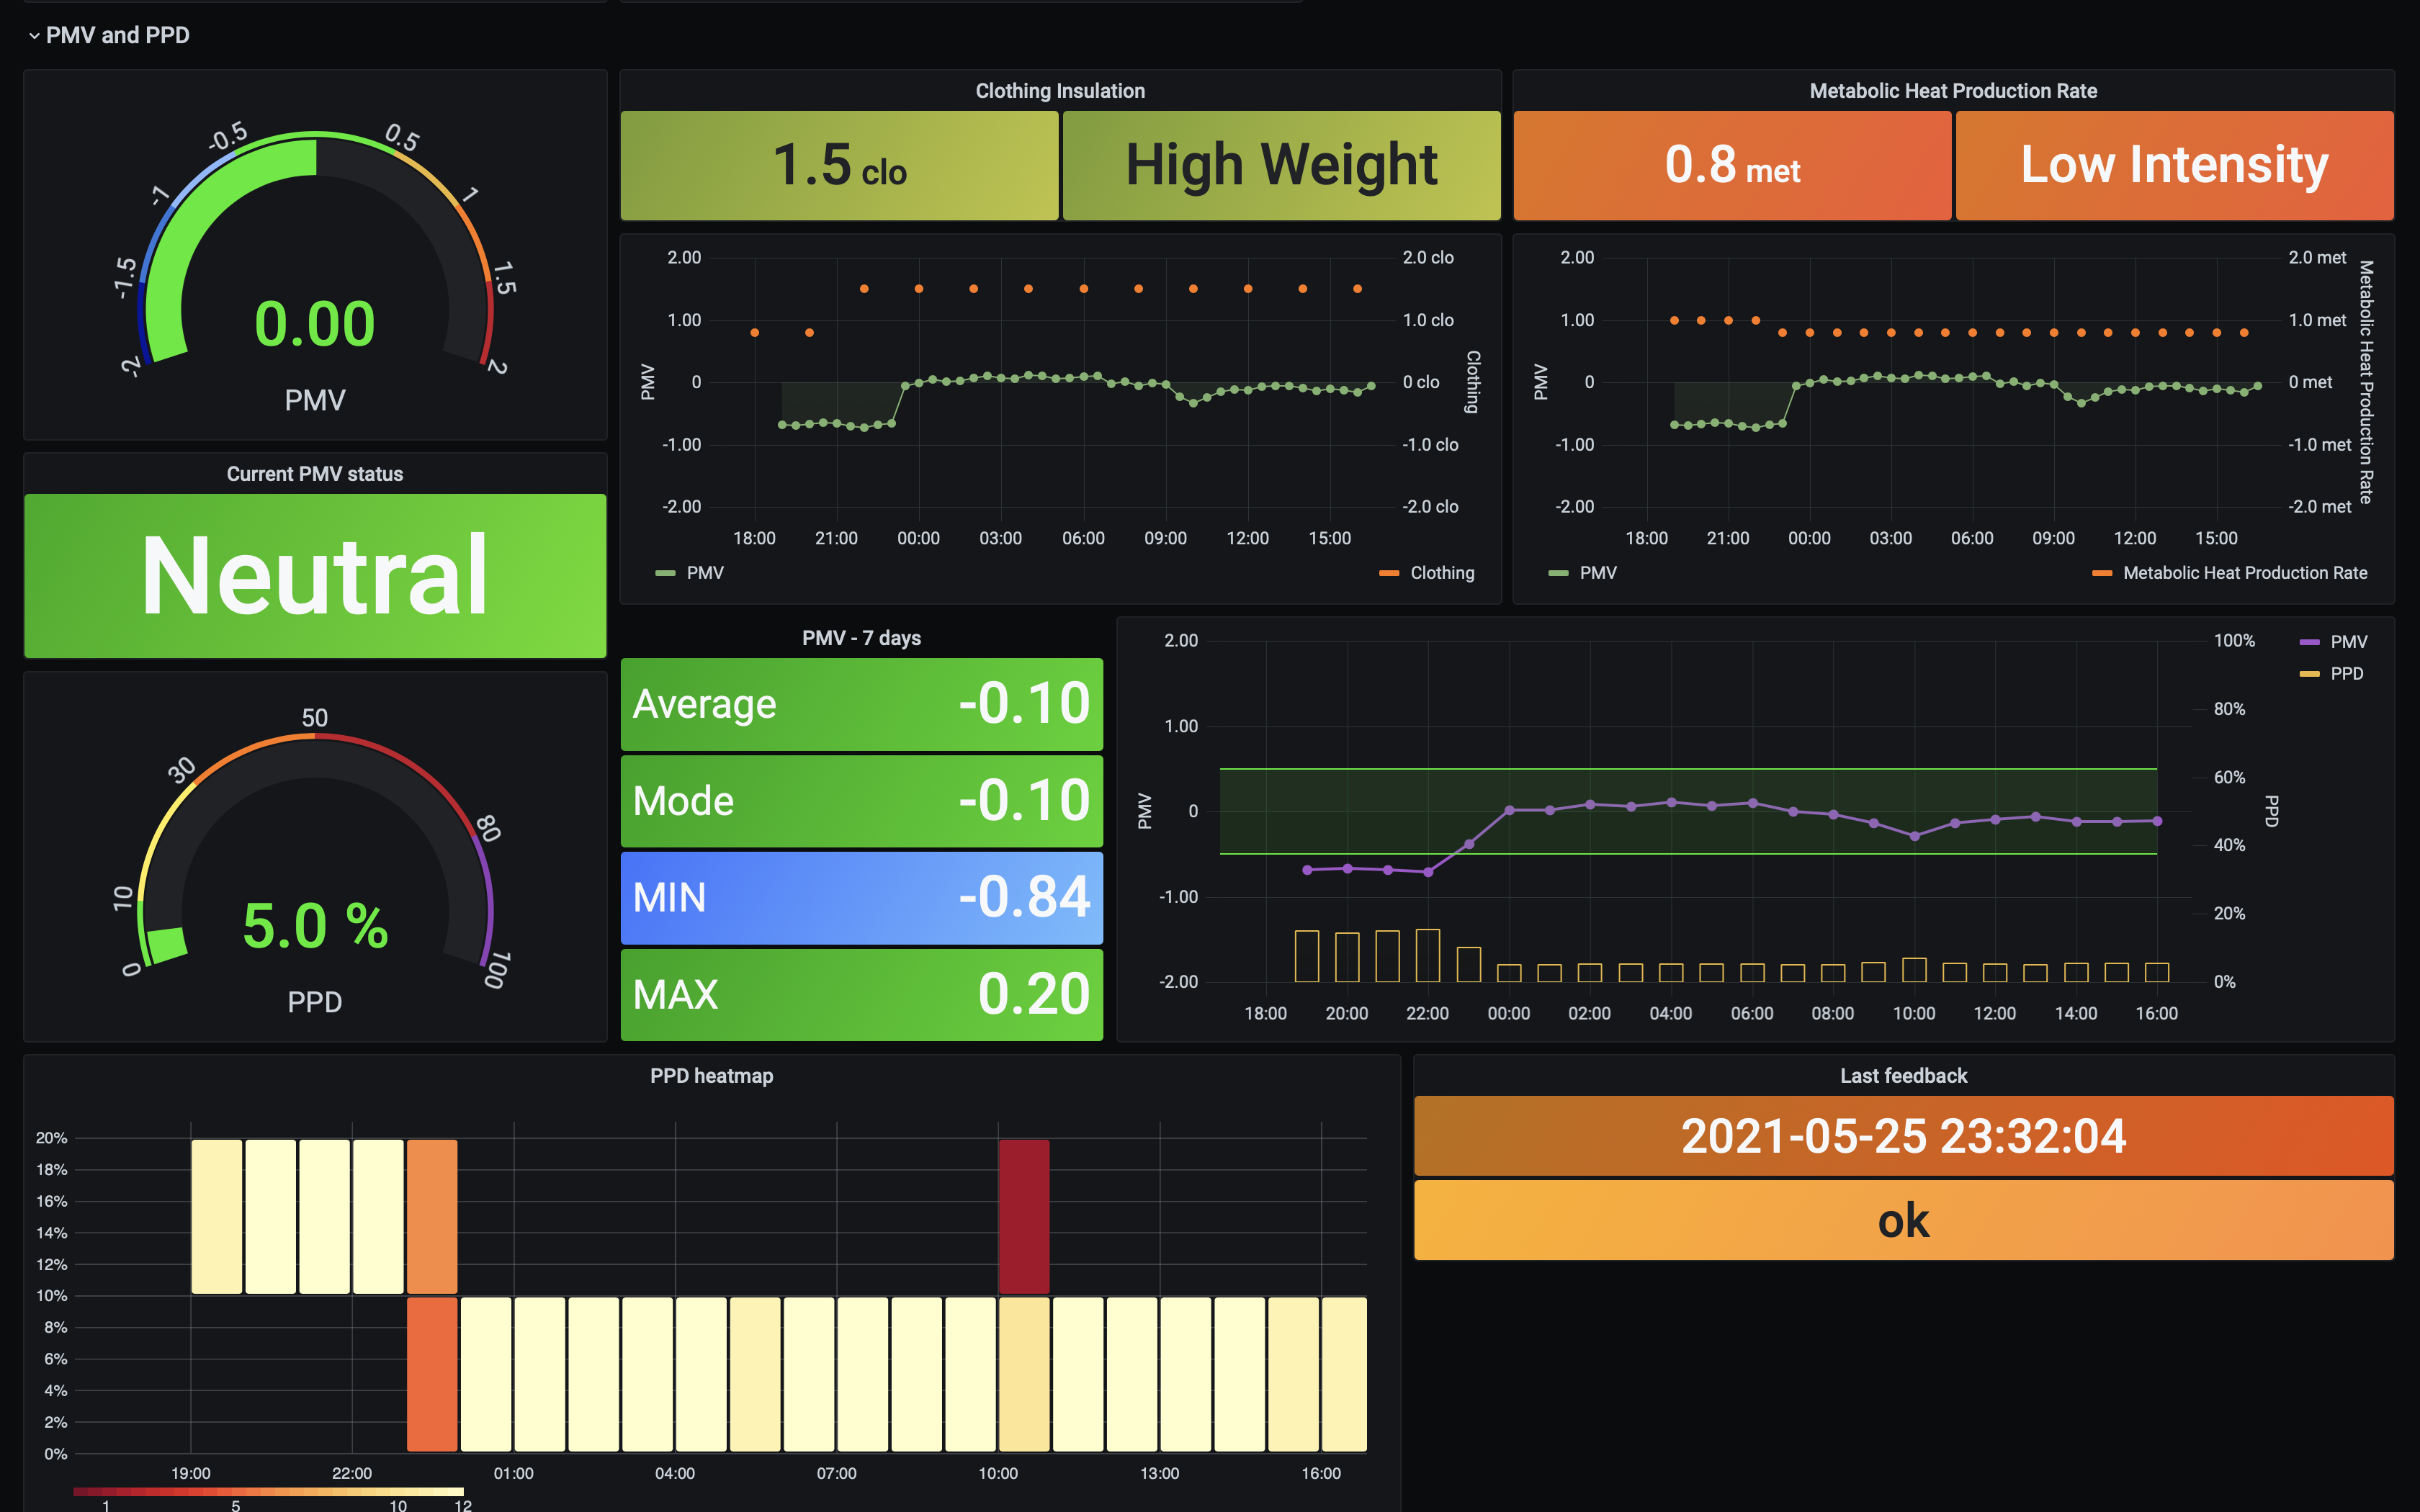 PMV and PPD
-2
-1.5
-1
-0.5
0.5
1
1.5
2
0.00
PMV
Clothing Insulation
1.5 clo
High Weight
Metabolic Heat Production Rate
0.8 met
Low Intensity
2.00
1.00
0
-1.00
-2.00
PMV
2.0 clo
1.0 clo
0 clo
-1.0 clo
-2.0 clo
Clothing
18:00 21:00 00:00 03:00 06:00 09:00 12:00 15:00
PMV
Clothing
2.00
1.00
0
-1.00
-2.00
PMV
2.0 met
1.0 met
0 met
-1.0 met
-2.0 met
Metabolic Heat Production Rate
18:00 21:00 00:00 03:00 06:00 09:00 12:00 15:00
PMV
Metabolic Heat Production Rate
Current PMV status
Neutral
0
10
30
50
80
100
5.0 %
PPD
PMV - 7 days
Average -0.10
Mode -0.10
MIN -0.84
MAX 0.20
2.00
1.00
0
-1.00
-2.00
PMV
100%
80%
60%
40%
20%
0%
PPD
PMV
PPD
18:00 20:00 22:00 00:00 02:00 04:00 06:00 08:00 10:00 12:00 14:00 16:00
PPD heatmap
20%
18%
16%
14%
12%
10%
8%
6%
4%
2%
0%
19:00 22:00 01:00 04:00 07:00 10:00 13:00 16:00
1 5 10 12
Last feedback
2021-05-25 23:32:04
ok